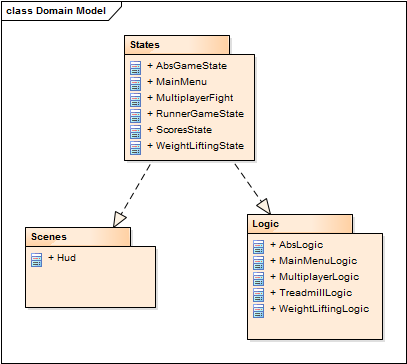 class Domain Model
States
+ AbsGameState
+ MainMenu
+ MultiplayerFight
+ RunnerGameState
+ ScoresState
+ WeightLiftingState
Scenes
+ Hud
Logic
+ AbsLogic
+ MainMenuLogic
+ MultiplayerLogic
+ TreadmillLogic
+ WeightLiftingLogic